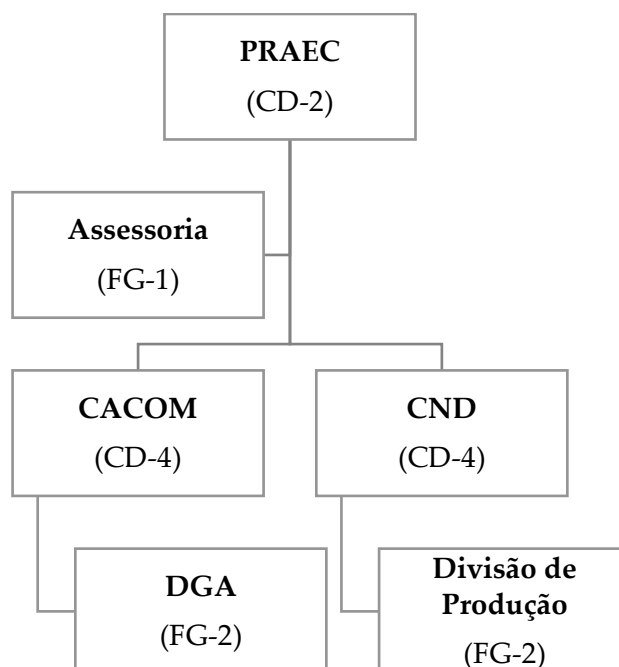 PRAEC
(CD-2)
Assessoria
(FG-1)
CACOM
(CD-4)
CND
(CD-4)
DGA
(FG-2)
Divisão de
Produção
(FG-2)